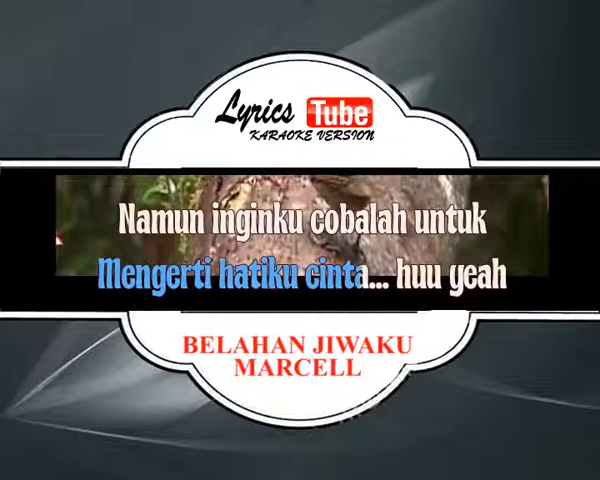 Lyrics Tube
KARAOKE VERSION
Namun inginku cobalah untuk
Mengerti hatiku cinta... huu yeah
BELAHAN JIWAKU
MARCELL